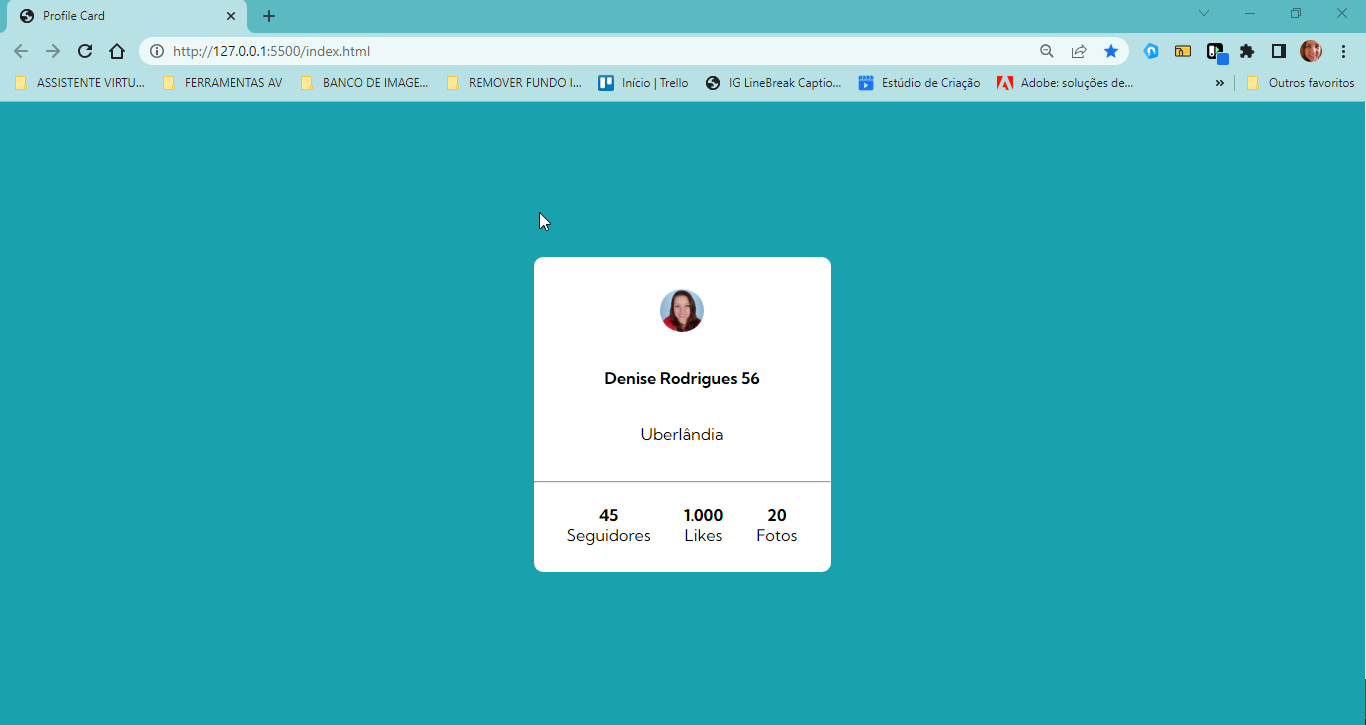 Profile Card
http://127.0.0.1:5500/index.html
ASSISTENTE VIRTU... FERRAMENTAS AV BANCO DE IMAGE... REMOVER FUNDO I... Início | Trello IG LineBreak Captio... Estúdio de Criação Adobe: soluções de... » Outros favoritos
Denise Rodrigues 56
Uberlândia
45 1.000 20
Seguidores Likes Fotos